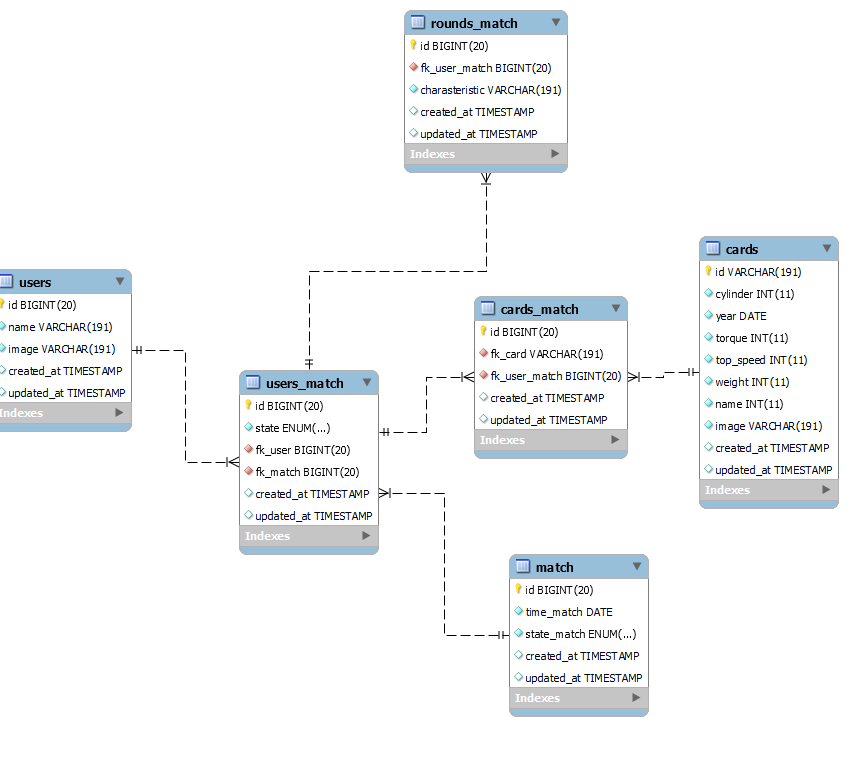 rounds_match
id BIGINT(20)
fk_user_match BIGINT(20)
charasteristic VARCHAR(191)
created_at TIMESTAMP
updated_at TIMESTAMP
Indexes
users
id BIGINT(20)
name VARCHAR(191)
image VARCHAR(191)
created_at TIMESTAMP
updated_at TIMESTAMP
Indexes
users_match
id BIGINT(20)
state ENUM(...)
fk_user BIGINT(20)
fk_match BIGINT(20)
created_at TIMESTAMP
updated_at TIMESTAMP
Indexes
cards_match
id BIGINT(20)
fk_card VARCHAR(191)
fk_user_match BIGINT(20)
created_at TIMESTAMP
updated_at TIMESTAMP
Indexes
cards
id VARCHAR(191)
cylinder INT(11)
year DATE
torque INT(11)
top_speed INT(11)
weight INT(11)
name INT(11)
image VARCHAR(191)
created_at TIMESTAMP
updated_at TIMESTAMP
Indexes
match
id BIGINT(20)
time_match DATE
state_match ENUM(...)
created_at TIMESTAMP
updated_at TIMESTAMP
Indexes